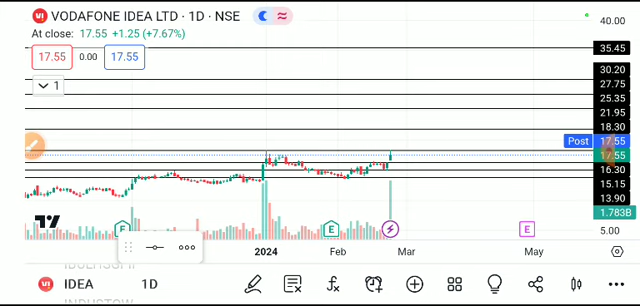 VODAFONE IDEA LTD · 1D · NSE
At close: 17.55 +1.25 (+7.67%)
17.55 0.00 17.55
1
40.00
35.45
30.20
27.75
25.35
21.95
18.30
Post 17.55
17.55
16.30
15.15
13.90
1.783B
5.00
E E E
2024 Feb Mar May
IDEA 1D